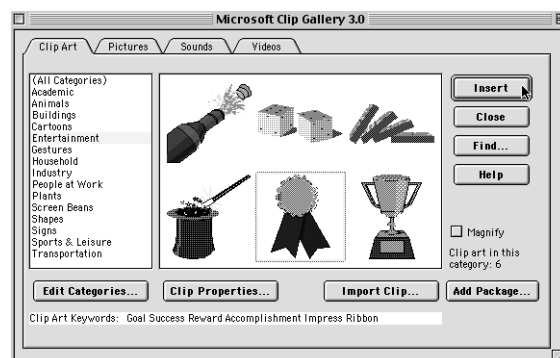 Microsoft Clip Gallery 3.0
Clip Art Pictures Sounds Videos
(All Categories)
Academic
Animals
Buildings
Cartoons
Entertainment
Gestures
Household
Industry
People at Work
Plants
Screen Beans
Shapes
Signs
Sports & Leisure
Transportation
Insert
Close
Find...
Help
Magnify
Clip art in this
category: 6
Edit Categories... Clip Properties... Import Clip... Add Package...
Clip Art Keywords: Goal Success Reward Accomplishment Impress Ribbon